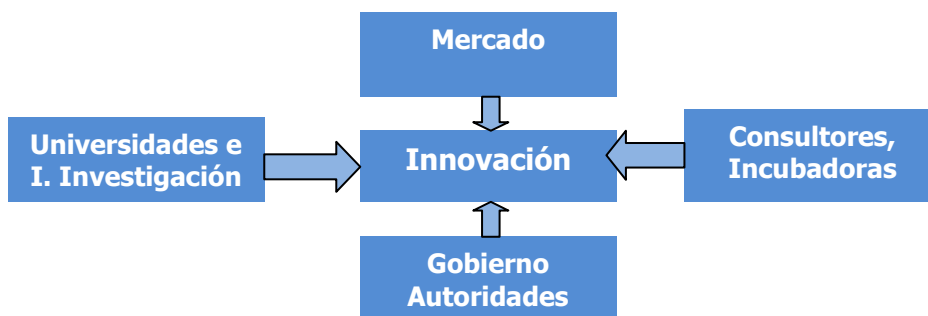 Mercado
Universidades e
I. Investigación
Innovación
Consultores,
Incubadoras
Gobierno
Autoridades